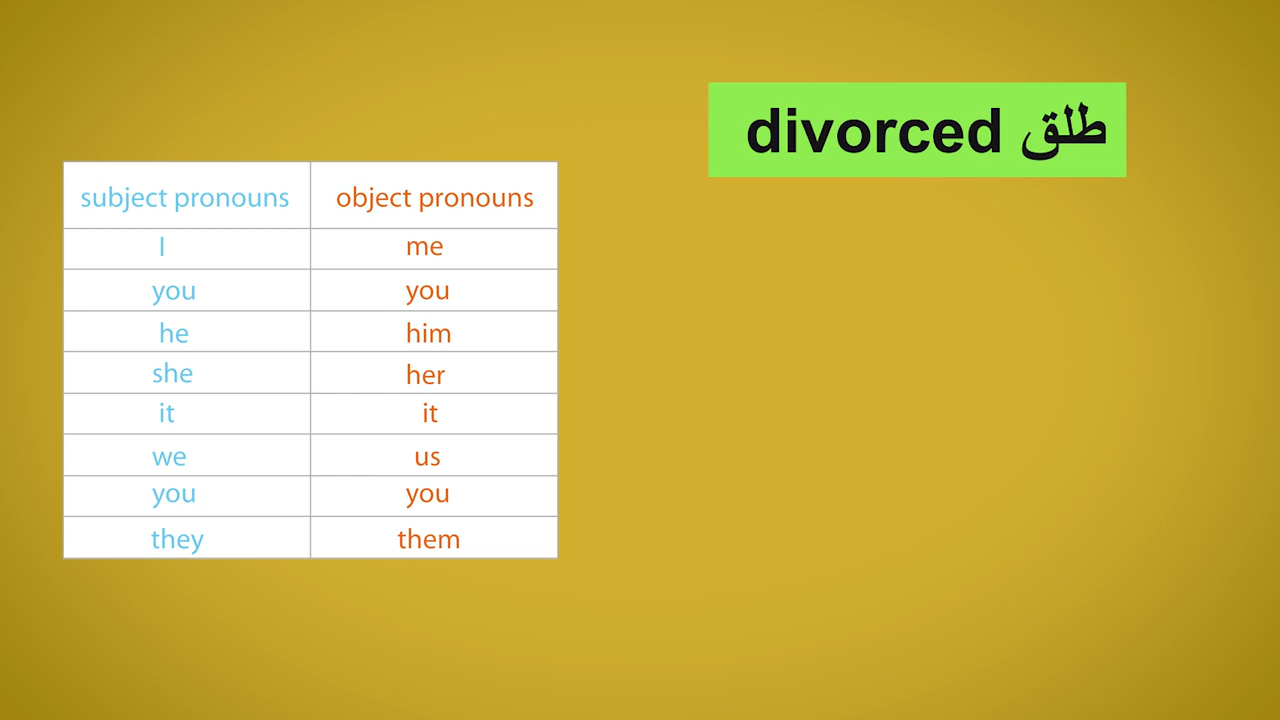 divorced طلق
subject pronouns object pronouns
I me
you you
he him
she her
it it
we us
you you
they them